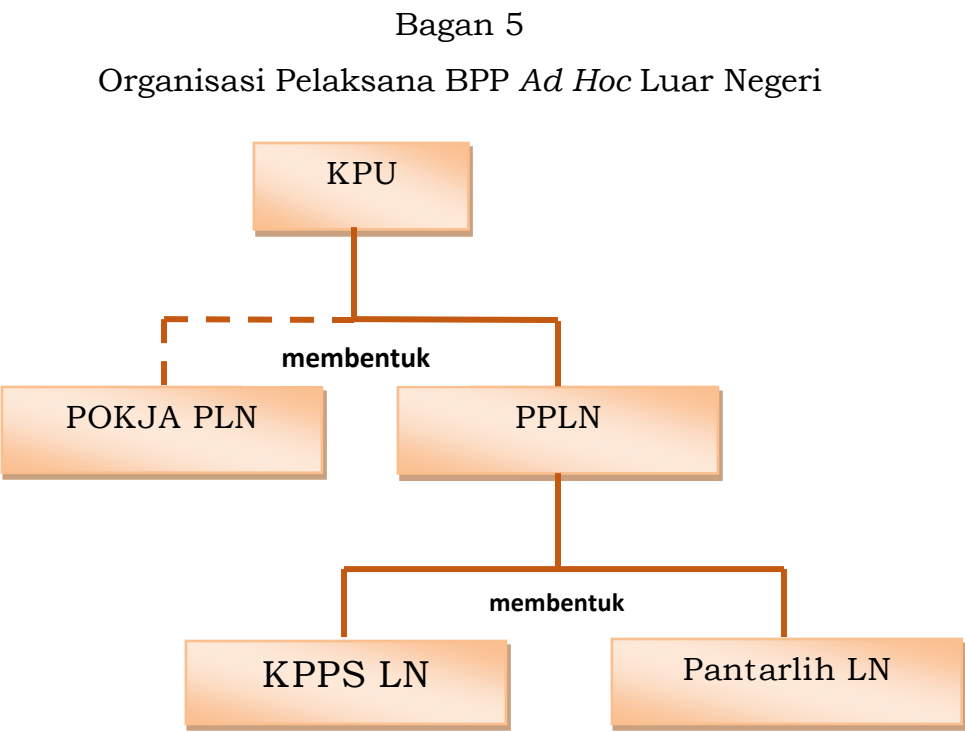 Bagan 5
Organisasi Pelaksana BPP Ad Hoc Luar Negeri
KPU
membentuk
POKJA PLN
PPLN
membentuk
KPPS LN
Pantarlih LN